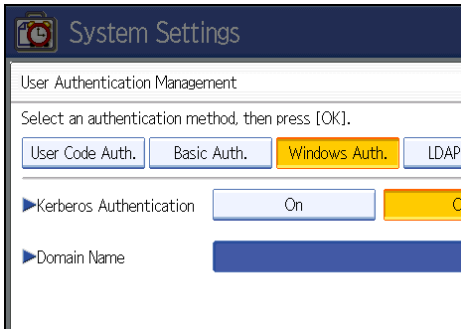 System Settings
User Authentication Management
Select an authentication method, then press [OK].
User Code Auth. Basic Auth. Windows Auth. LDAP
Kerberos Authentication On
Domain Name